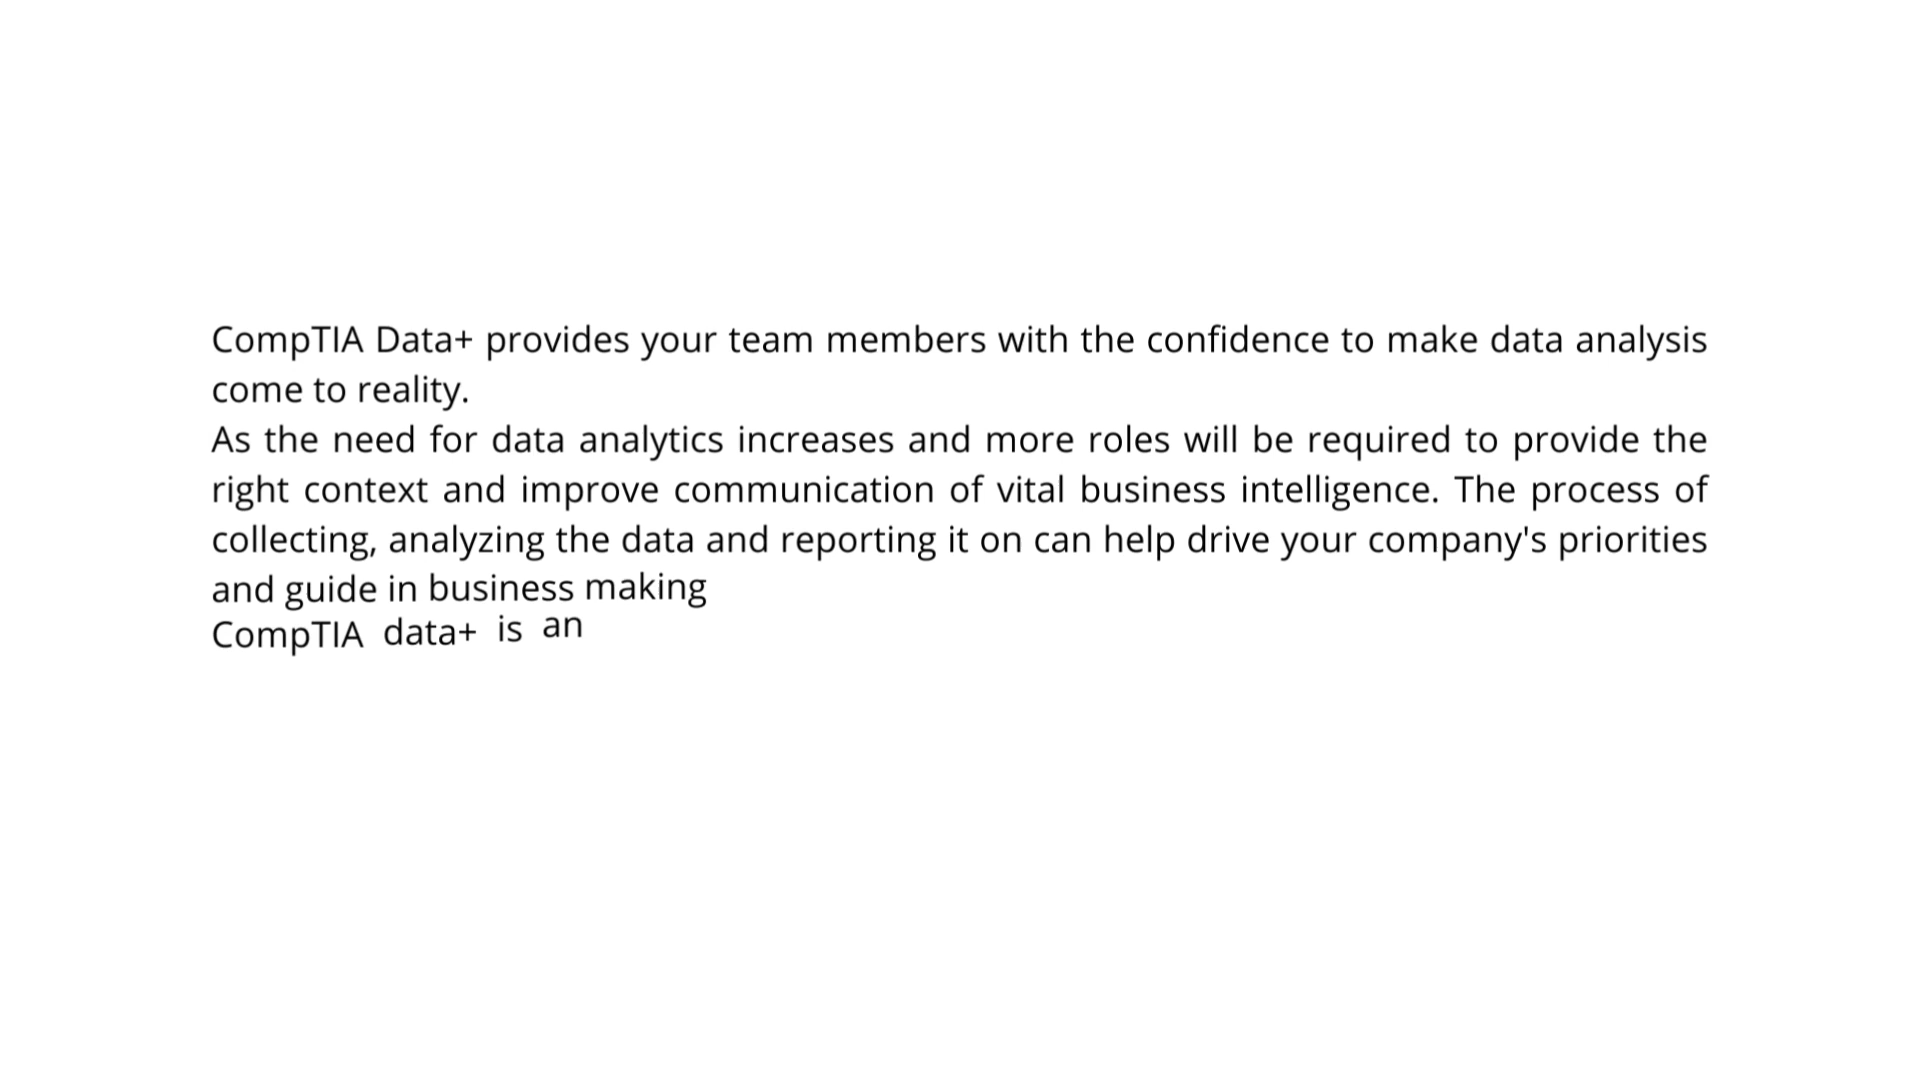 CompTIA Data+ provides your team members with the confidence to make data analysis
come to reality.
As the need for data analytics increases and more roles will be required to provide the
right context and improve communication of vital business intelligence. The process of
collecting, analyzing the data and reporting it on can help drive your company's priorities
and guide in business making
CompTIA data+ is an